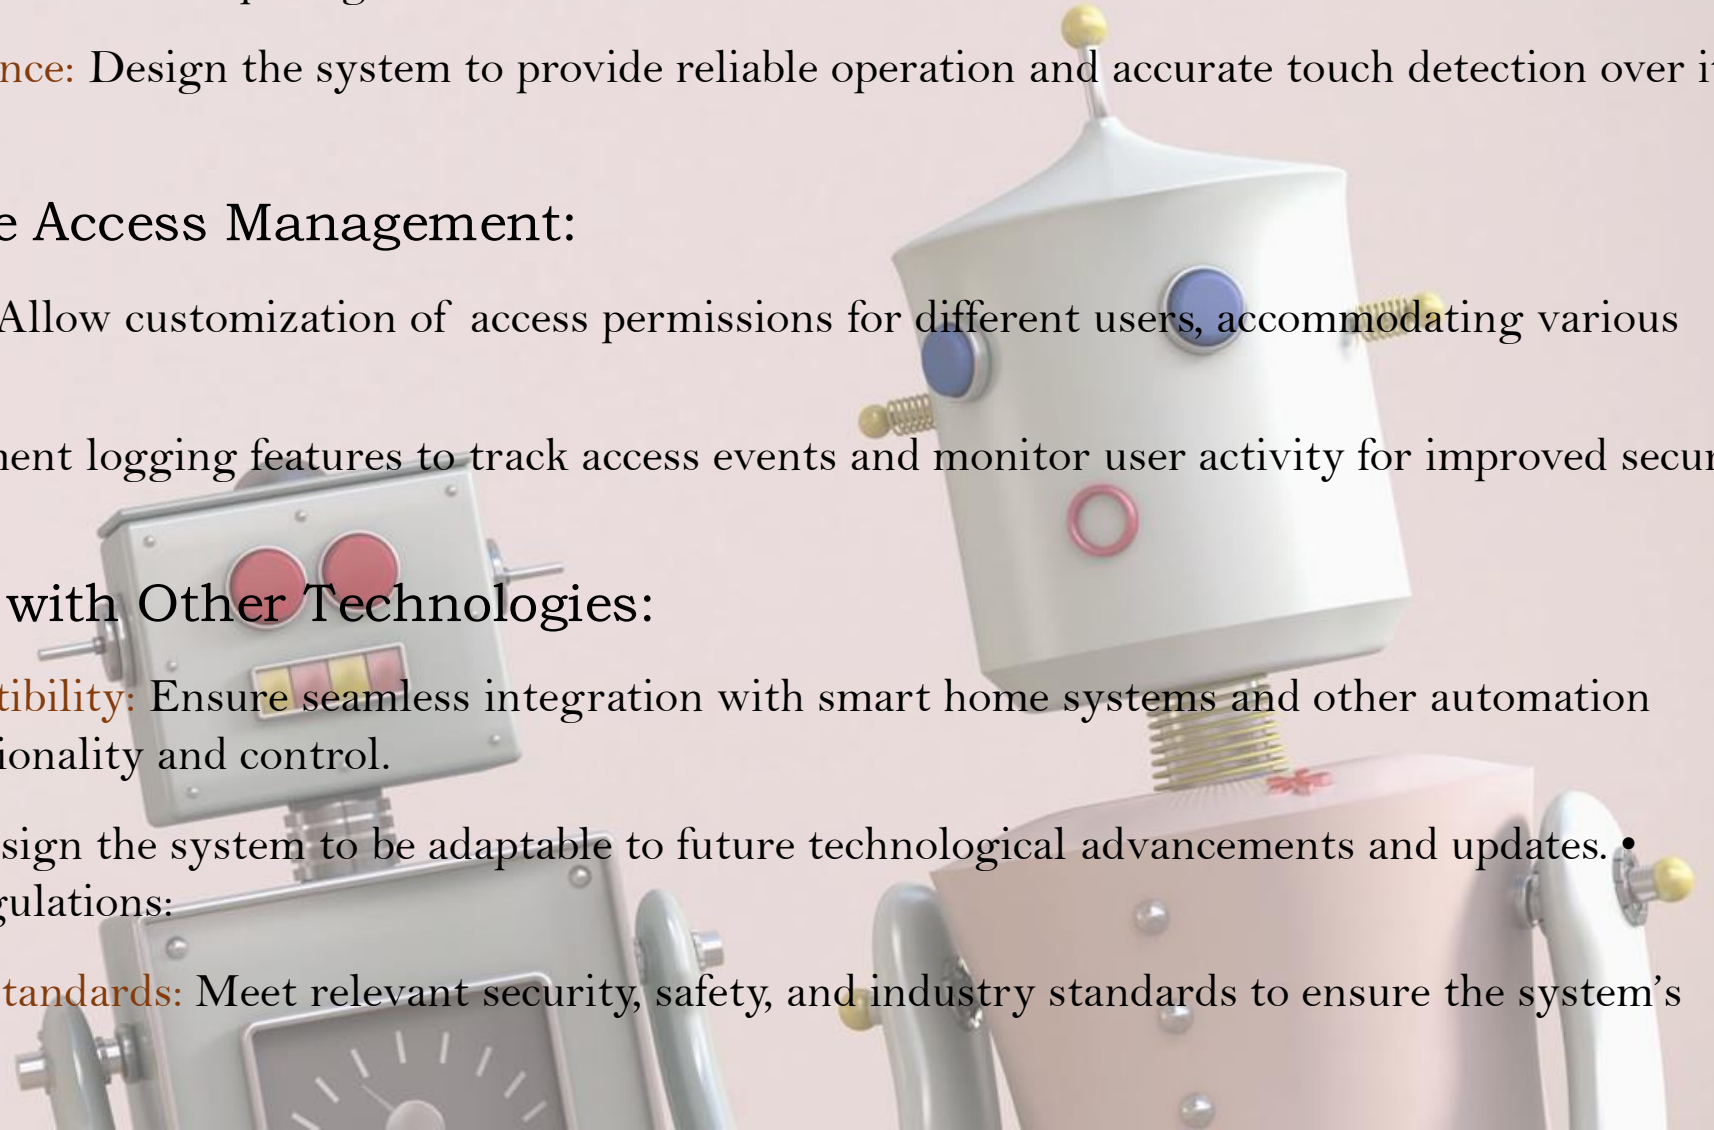 nce: Design the system to provide reliable operation and accurate touch detection over it
e Access Management:
Allow customization of access permissions for different users, accommodating various
ent logging features to track access events and monitor user activity for improved secur
with Other Technologies:
tibility: Ensure seamless integration with smart home systems and other automation
ionality and control.
sign the system to be adaptable to future technological advancements and updates. •
gulations:
tandards: Meet relevant security, safety, and industry standards to ensure the system’s